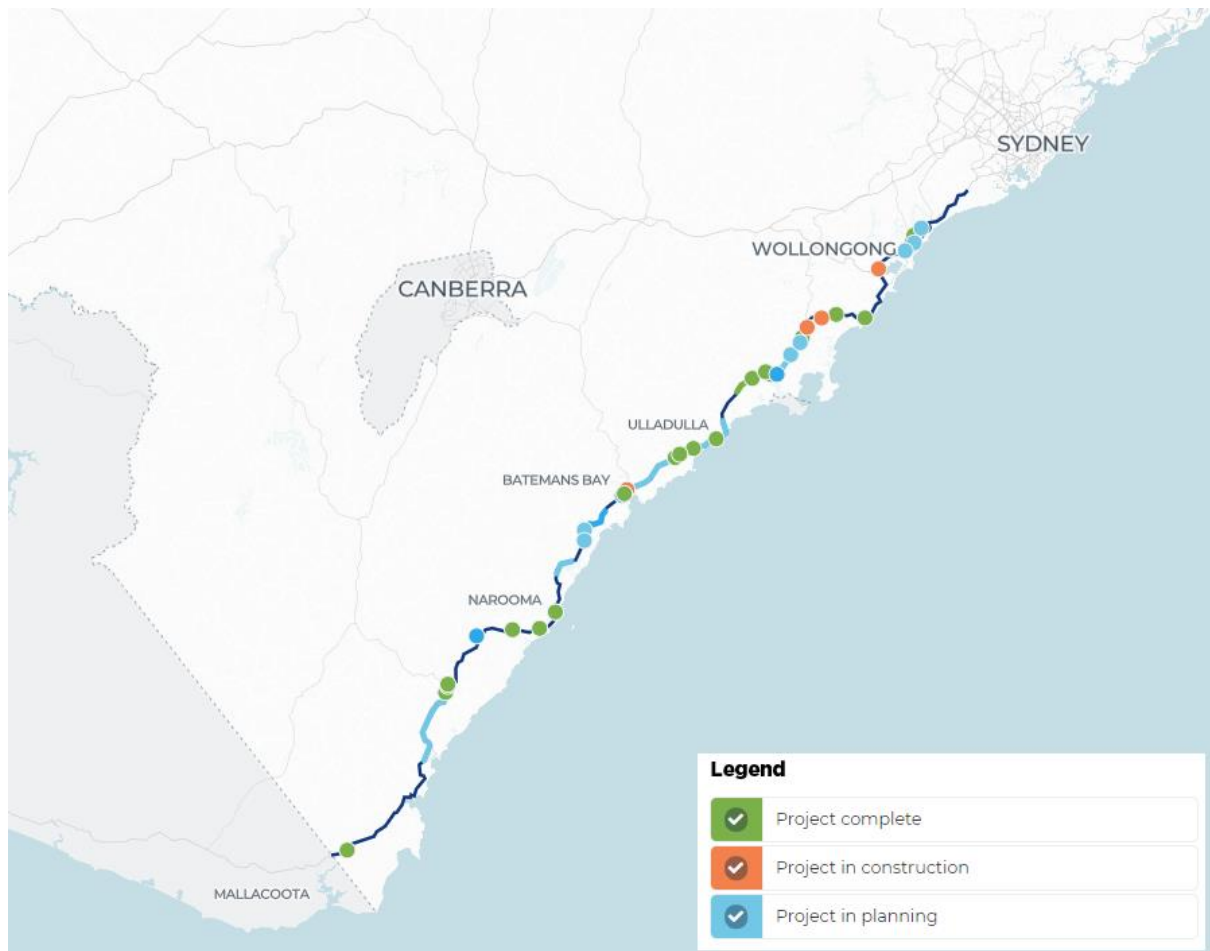 SYDNEY
WOLLONGONG
CANBERRA
ULLADULLA
BATEMANS BAY
NAROOMA
MALLACOOTA
Legend
Project complete
Project in construction
Project in planning